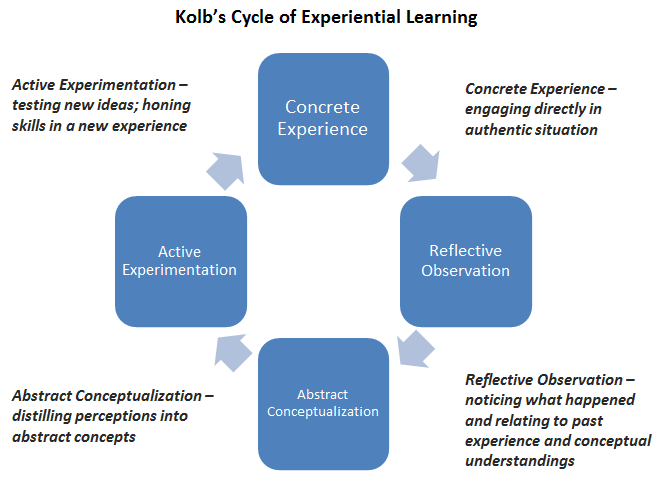 Kolb’s Cycle of Experiential Learning
Active Experimentation –
testing new ideas; honing
skills in a new experience
Concrete
Experience
Concrete Experience –
engaging directly in
authentic situation
Active
Experimentation
Reflective
Observation
Abstract Conceptualization –
distilling perceptions into
abstract concepts
Abstract
Conceptualization
Reflective Observation –
noticing what happened
and relating to past
experience and conceptual
understandings